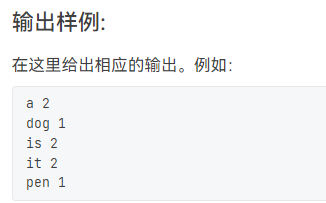 输出样例:
在这里给出相应的输出。例如：
a 2
dog 1
is 2
it 2
pen 1